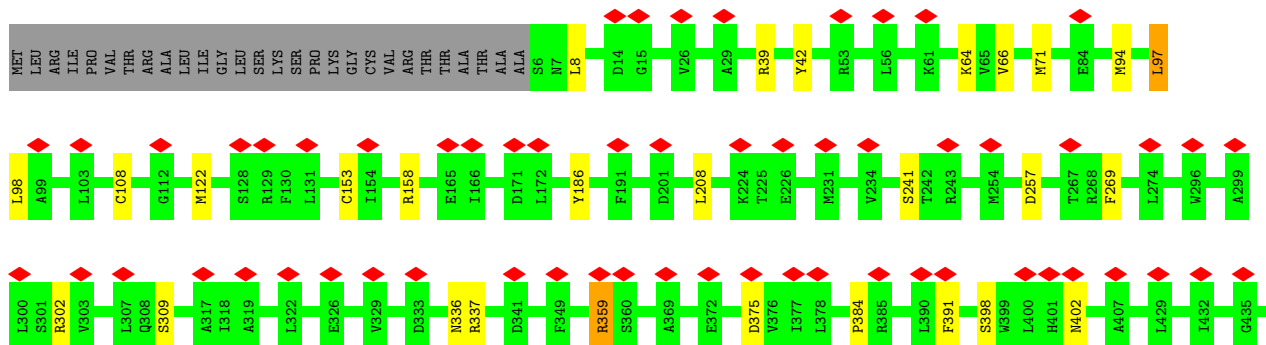 MET LEU ARG ILE PRO VAL THR ARG ALA LEU ILE GLY LEU SER LYS SER PRO LYS GLY CYS VAL ARG THR THR ALA THR ALA ALA S6 N7 L8 D14 G15 V26 A29 R39 Y42 R53 L56 K61 K64 V65 V66 M71 E84 M94 L97
L98 A99 L103 C108 G112 M122 S128 R129 F130 L131 C153 I154 R158 E165 I166 D171 L172 Y186 F191 D201 L208 K224 T225 E226 M231 V234 S241 T242 R243 M254 D257 T267 R268 F269 L274 W296 A299
L300 S301 R302 V303 L307 Q308 S309 A317 I318 A319 L322 E326 V329 D333 N336 R337 D341 F349 R359 S360 A369 E372 D375 V376 I377 L378 P384 R385 L390 F391 S398 W399 L400 H401 N402 A407 L429 I432 G435